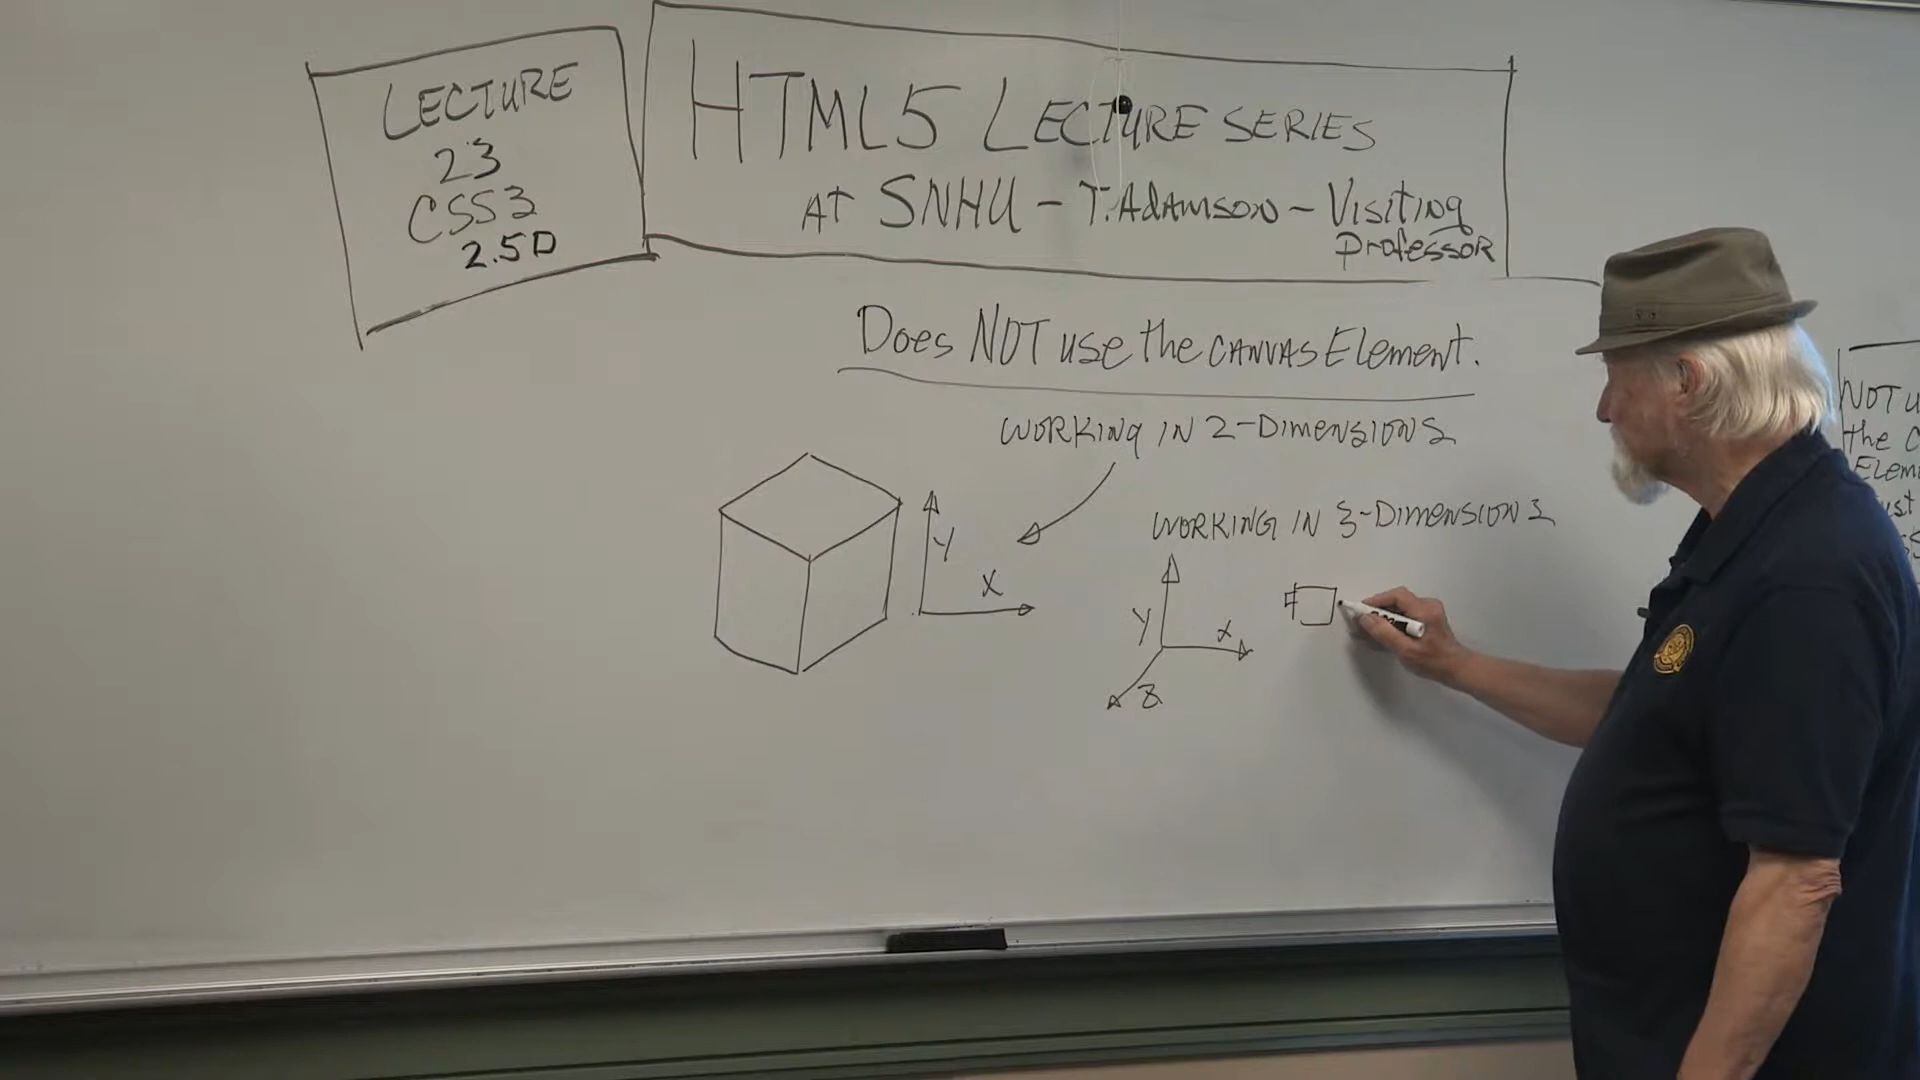 LECTURE
23
CSS3
2.5D
HTML5 LECTURE SERIES
AT SNHU - T. ADAMSON - VISITING
PROFESSOR
Does NOT use the CANVAS Element.
WORKING IN 2-DIMENSIONS
Y
X
WORKING IN 3-DIMENSIONS
Y
X
Z
NOT
the